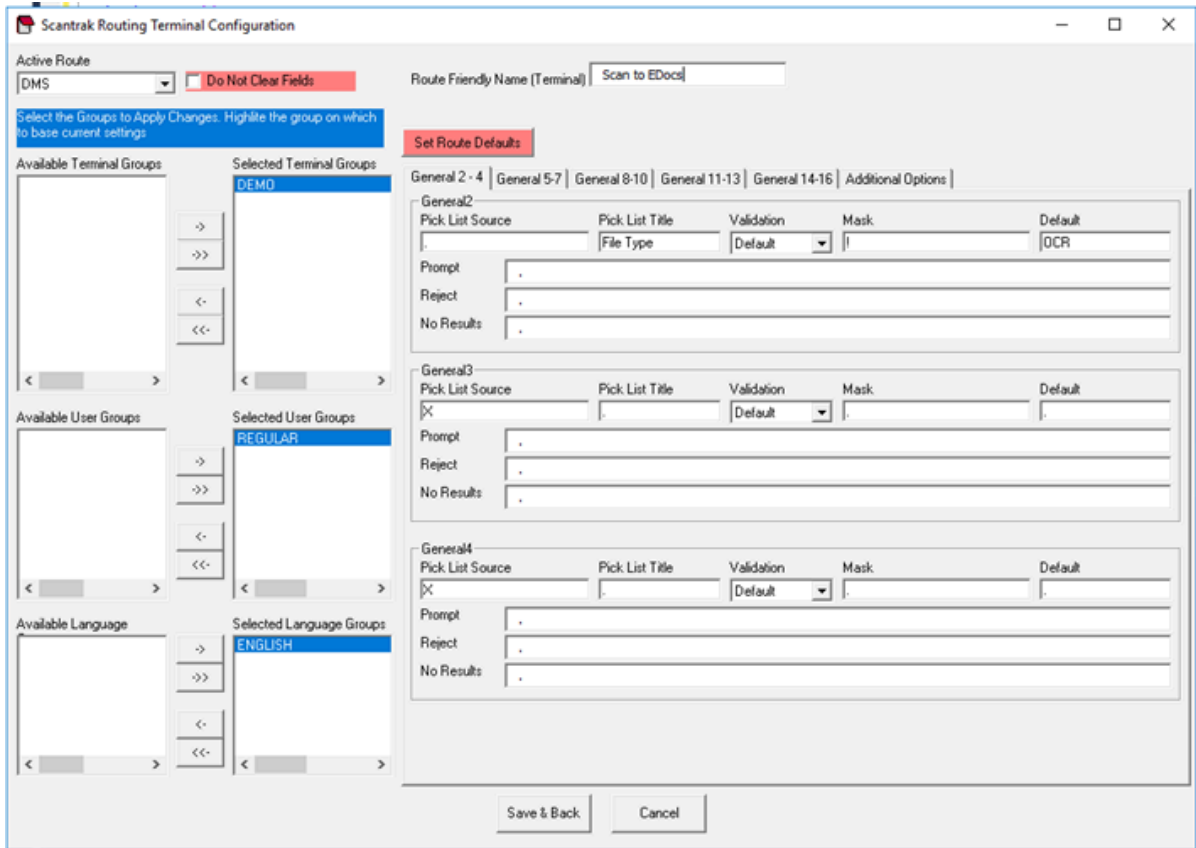 Scantrak Routing Terminal Configuration
Active Route
DMS
Do Not Clear Fields
Route Friendly Name (Terminal)
Scan to EDocs
Select the Groups to Apply Changes. Highlite the group on which
to base current settings
Set Route Defaults
Available Terminal Groups
Selected Terminal Groups
DEMO
->
->>
<-
<<-
Available User Groups
Selected User Groups
REGULAR
->
->>
<-
<<-
Available Language
Selected Language Groups
ENGLISH
->
->>
<-
<<-
General 2 - 4
General 5-7
General 8-10
General 11-13
General 14-16
Additional Options
General2
Pick List Source
Pick List Title
Validation
Mask
Default
.
File Type
Default
!
OCR
Prompt
,
Reject
,
No Results
,
General3
Pick List Source
Pick List Title
Validation
Mask
Default
X
.
Default
.
.
Prompt
,
Reject
,
No Results
,
General4
Pick List Source
Pick List Title
Validation
Mask
Default
X
.
Default
.
.
Prompt
,
Reject
,
No Results
,
Save & Back
Cancel